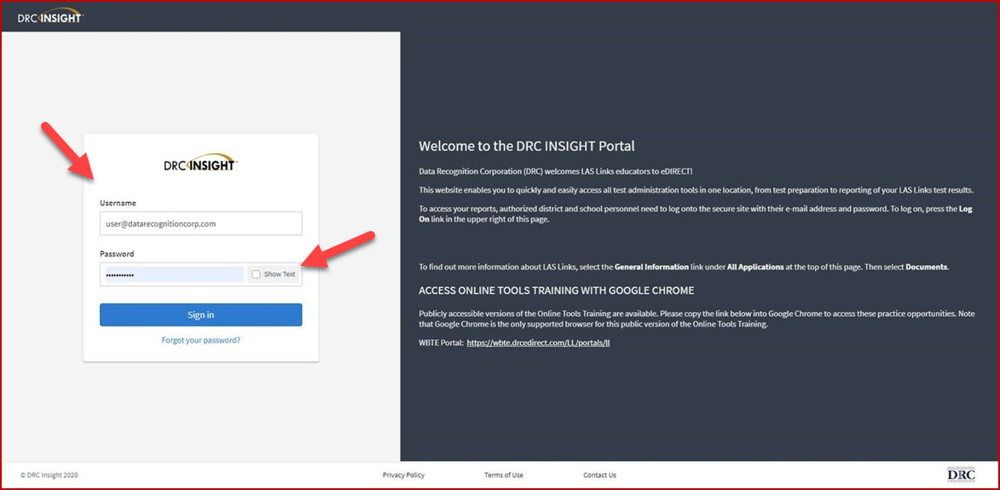 DRC INSIGHT
DRC INSIGHT
Username
user@datarecognitioncorp.com
Password
•••••••••••
Show Text
Sign in
Forgot your password?
Welcome to the DRC INSIGHT Portal
Data Recognition Corporation (DRC) welcomes LAS Links educators to eDIRECT!
This website enables you to quickly and easily access all test administration tools in one location, from test preparation to reporting of your LAS Links test results.
To access your reports, authorized district and school personnel need to log onto the secure site with their e-mail address and password. To log on, press the Log
On link in the upper right of this page.
To find out more information about LAS Links, select the General Information link under All Applications at the top of this page. Then select Documents.
ACCESS ONLINE TOOLS TRAINING WITH GOOGLE CHROME
Publicly accessible versions of the Online Tools Training are available. Please copy the link below into Google Chrome to access these practice opportunities. Note
that Google Chrome is the only supported browser for this public version of the Online Tools Training.
WBTE Portal: https://wbte.drcedirect.com/LL/portals/ll
© DRC Insight 2020
Privacy Policy
Terms of Use
Contact Us
DRC